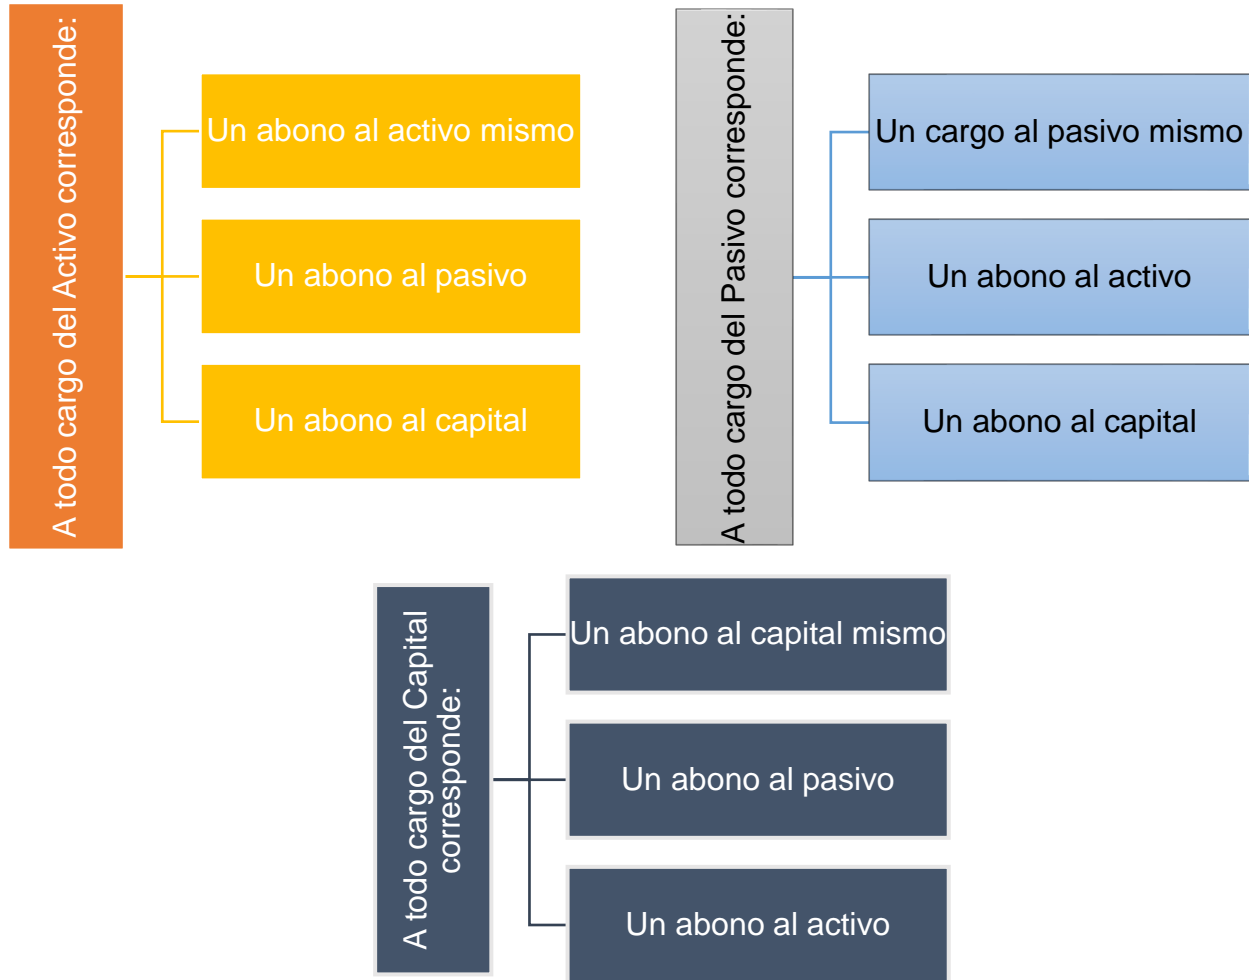 A todo cargo del Activo corresponde:
Un abono al activo mismo
Un abono al pasivo
Un abono al capital
A todo cargo del Pasivo corresponde:
Un cargo al pasivo mismo
Un abono al activo
Un abono al capital
A todo cargo del Capital
corresponde:
Un abono al capital mismo
Un abono al pasivo
Un abono al activo